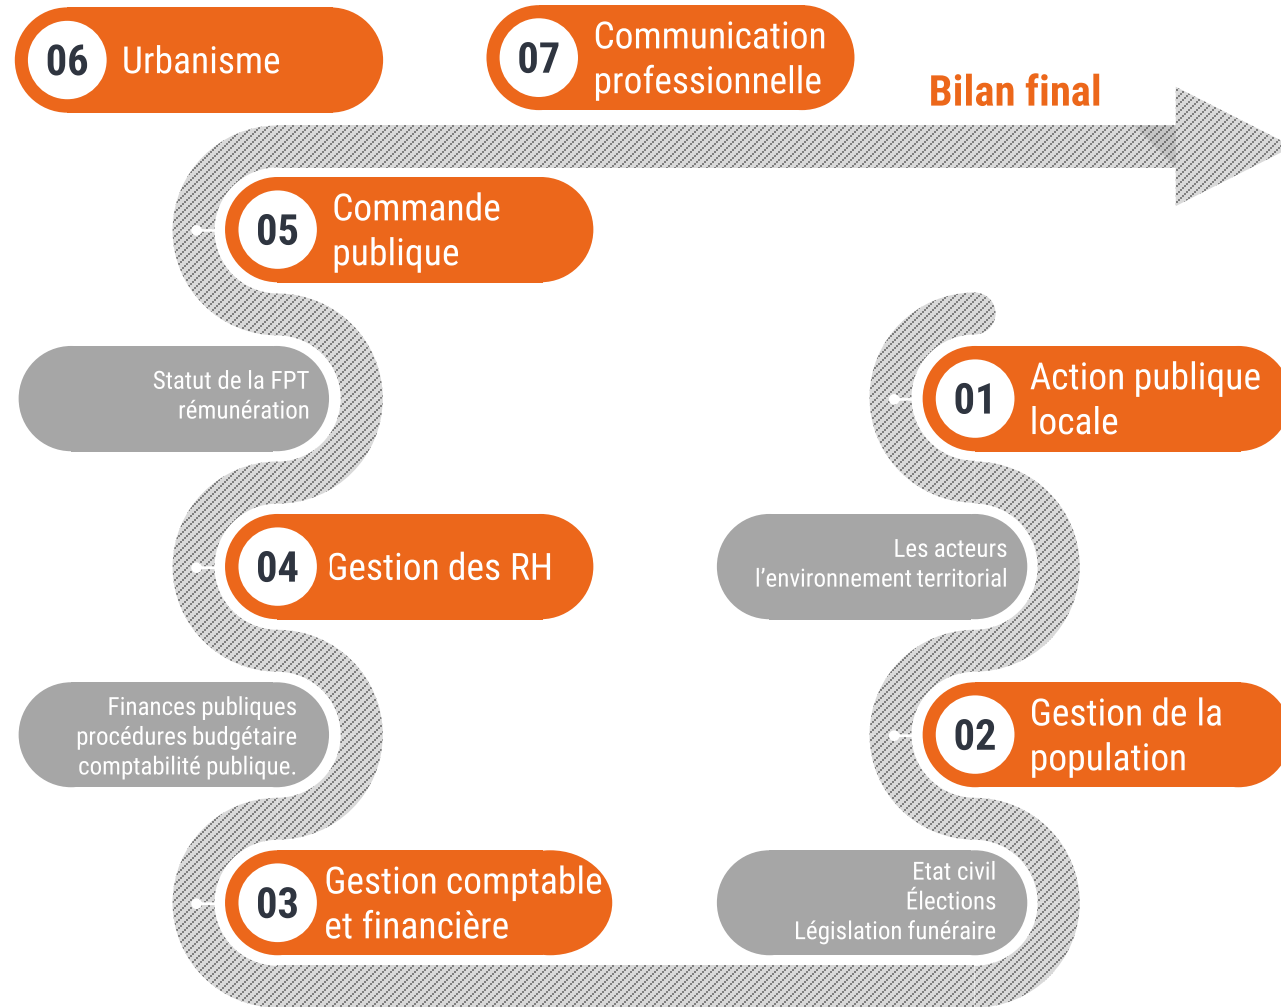 06 Urbanisme
07 Communication
professionnelle
Bilan final
05 Commande
publique
Statut de la FPT
rémunération
01 Action publique
locale
04 Gestion des RH
Les acteurs
l'environnement territorial
Finances publiques
procédures budgétaire
comptabilité publique.
02 Gestion de la
population
03 Gestion comptable
et financière
Etat civil
Élections
Législation funéraire